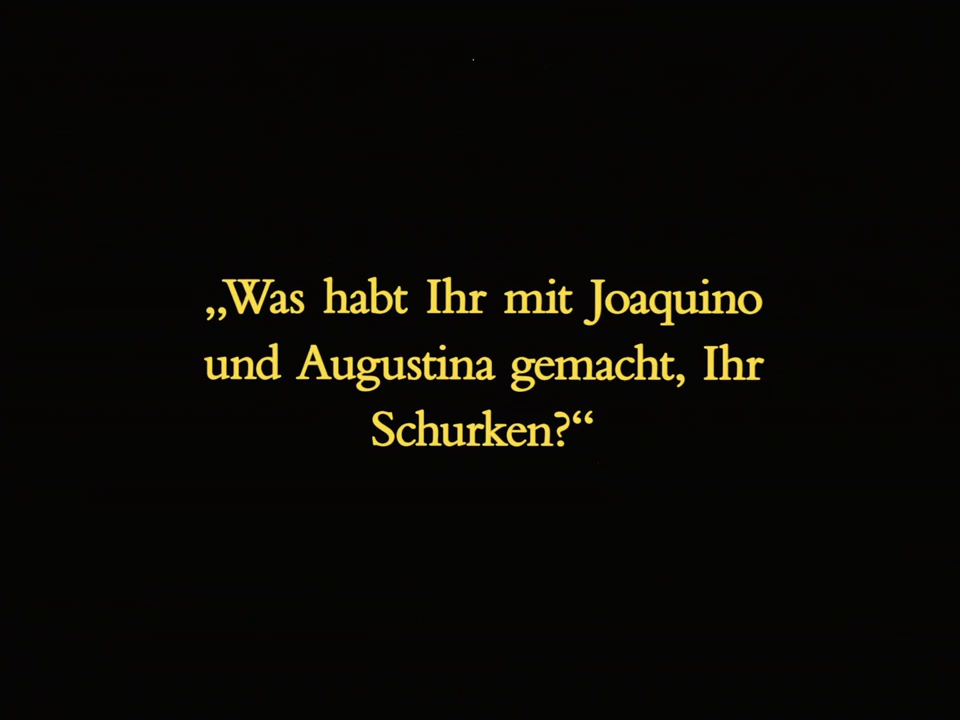 „Was habt Ihr mit Joaquino
und Augustina gemacht, Ihr
Schurken?“